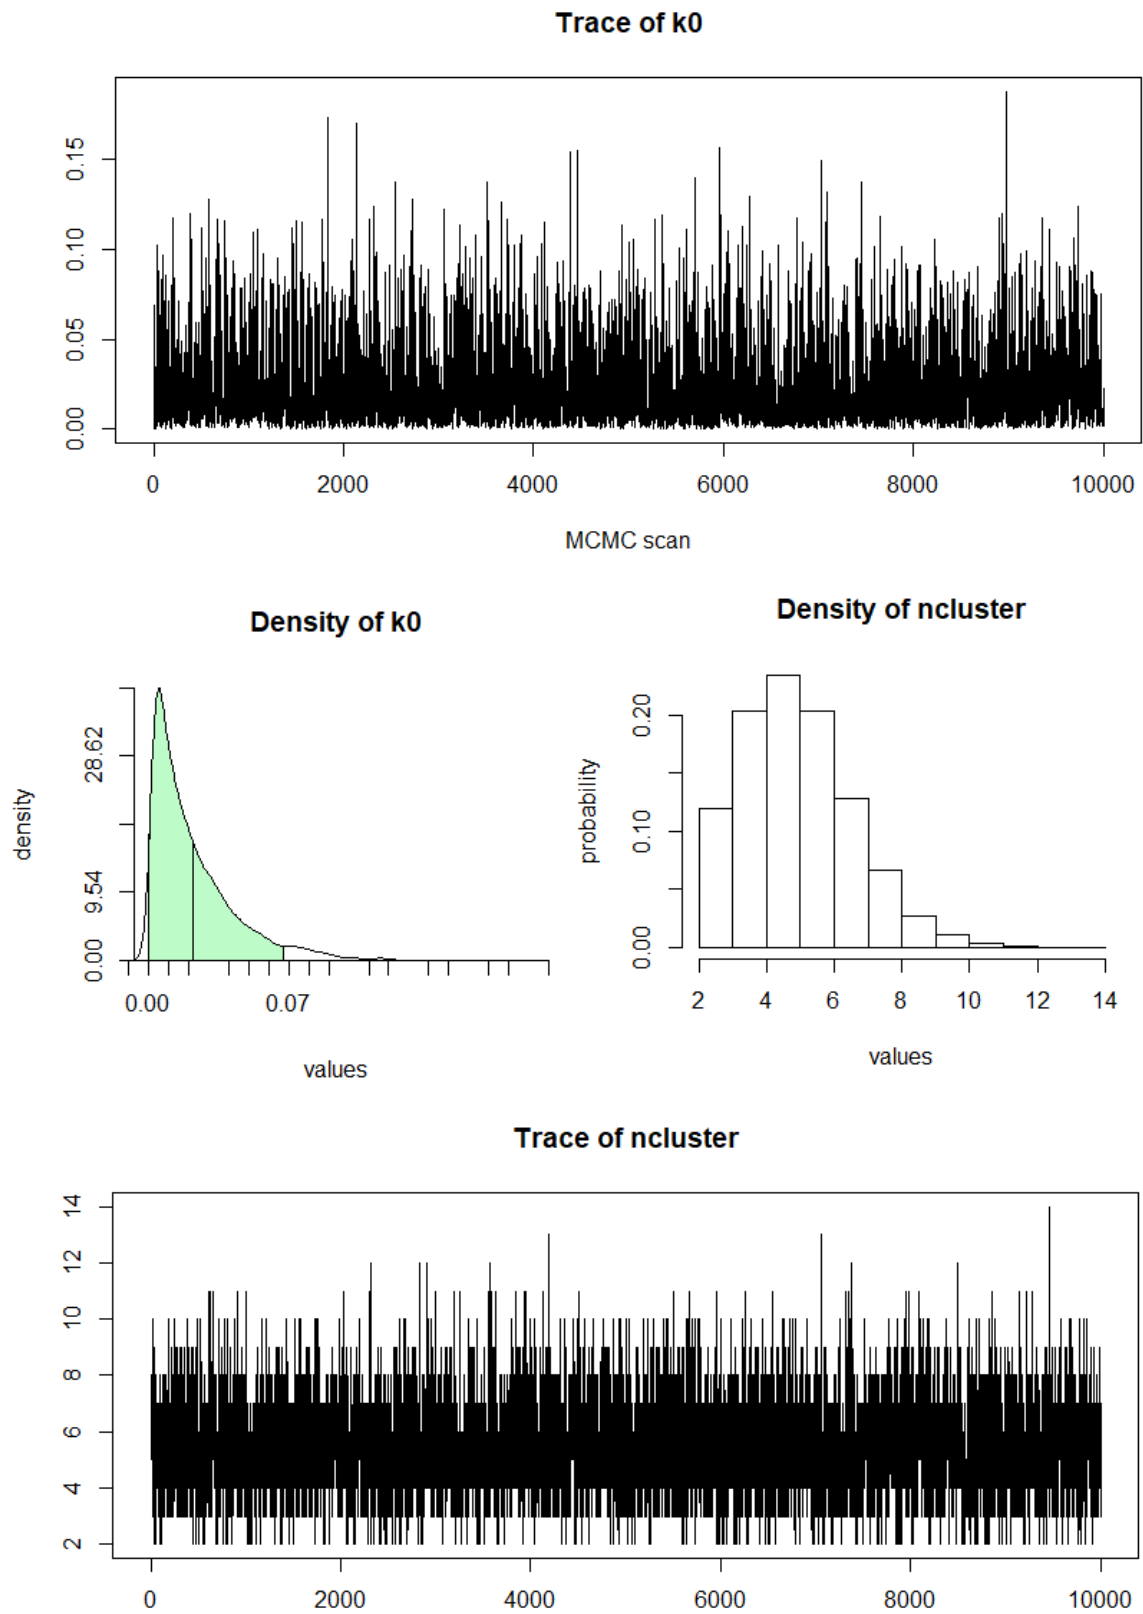 Trace of k0
0.15
0.10
0.05
0.00
0 2000 4000 6000 8000 10000
MCMC scan
Density of k0
density
28.62
9.54
0.00
0.00 0.07
values
Density of ncluster
probability
0.20
0.10
0.00
2 4 6 8 10 12 14
values
Trace of ncluster
14
12
10
8
6
4
2
0 2000 4000 6000 8000 10000